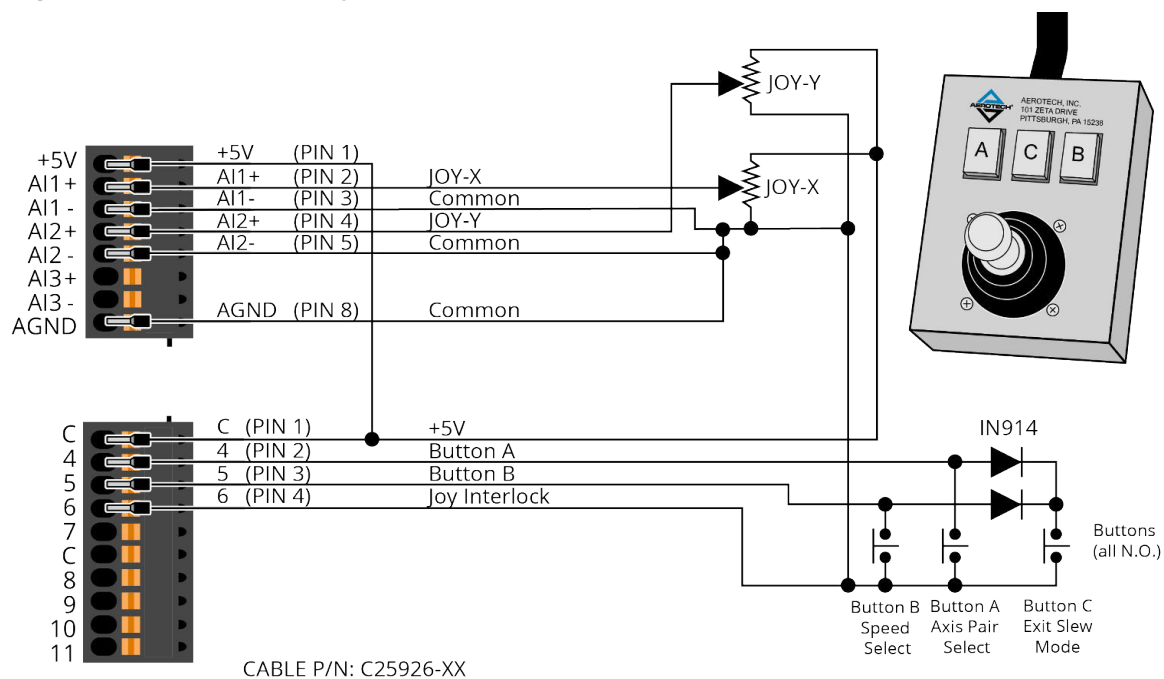 JOY-Y
+5V
AI1+
AI1 -
AI2+
AI2 -
AI3+
AI3 -
AGND
+5V (PIN 1)
AI1+ (PIN 2) JOY-X
AI1- (PIN 3) Common
AI2+ (PIN 4) JOY-Y
AI2- (PIN 5) Common
AGND (PIN 8) Common
JOY-X
AEROTECH
AEROTECH, INC.
101 ZETA DRIVE
PITTSBURGH, PA 15238
A C B
C
4
5
6
7
C
8
9
10
11
C (PIN 1) +5V
4 (PIN 2) Button A
5 (PIN 3) Button B
6 (PIN 4) Joy Interlock
IN914
Buttons
(all N.O.)
Button B
Speed
Select
Button A
Axis Pair
Select
Button C
Exit Slew
Mode
CABLE P/N: C25926-XX